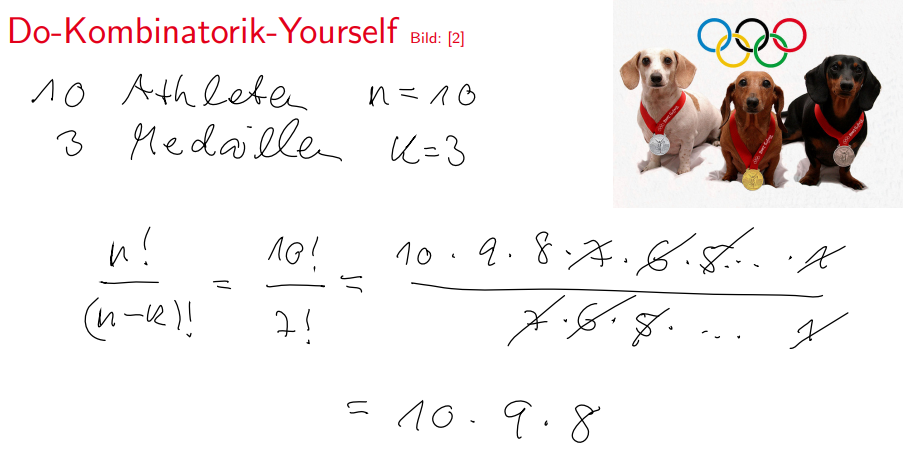 Do-Kombinatorik-Yourself Bild: [2]
10 Athleten n=10
3 Medaillen k=3
n! / (n-k)! = 10! / 7! = 10 · 9 · 8 · 7 · 6 · 5 ... · 1 / 7 · 6 · 5 · ... 1
= 10 · 9 · 8